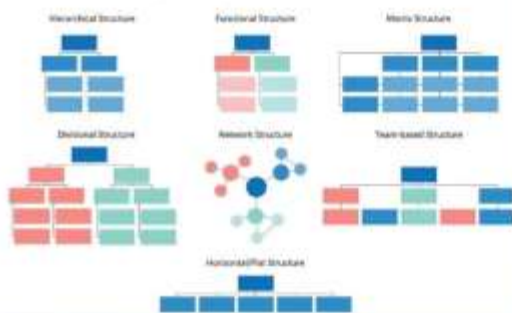 Hierarchical Structure
Functional Structure
Matrix Structure
Divisional Structure
Network Structure
Team-based Structure
Horizontal/Flat Structure